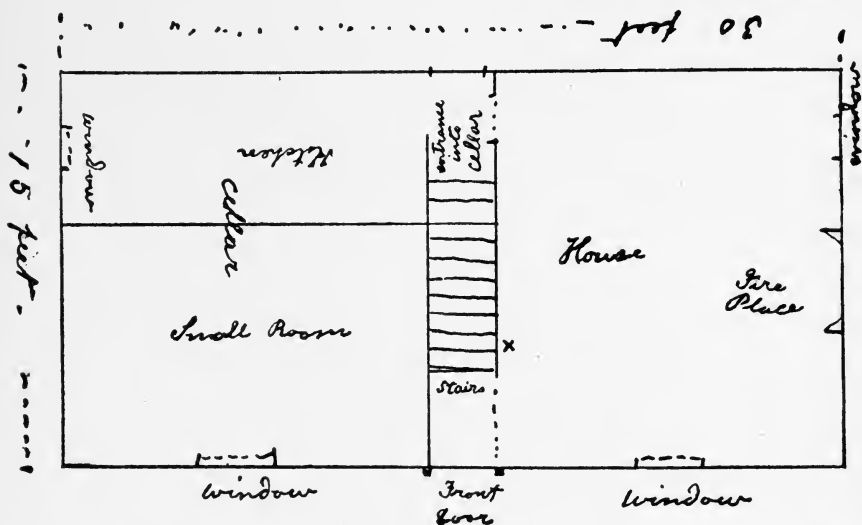 30 feet
window
window
Kitchen
entrance
into
cellar
cellar
15 feet.
House
Fire
Place
Small Room
x
Stairs
window
Front
Door
window